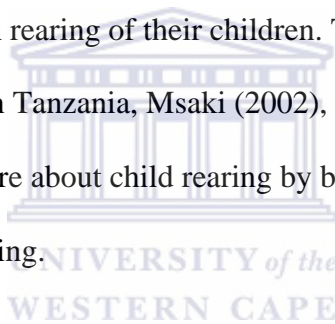 rearing of their children. T
Tanzania, Msaki (2002),
re about child rearing by b
ing.
UNIVERSITY of the
WESTERN CAPE